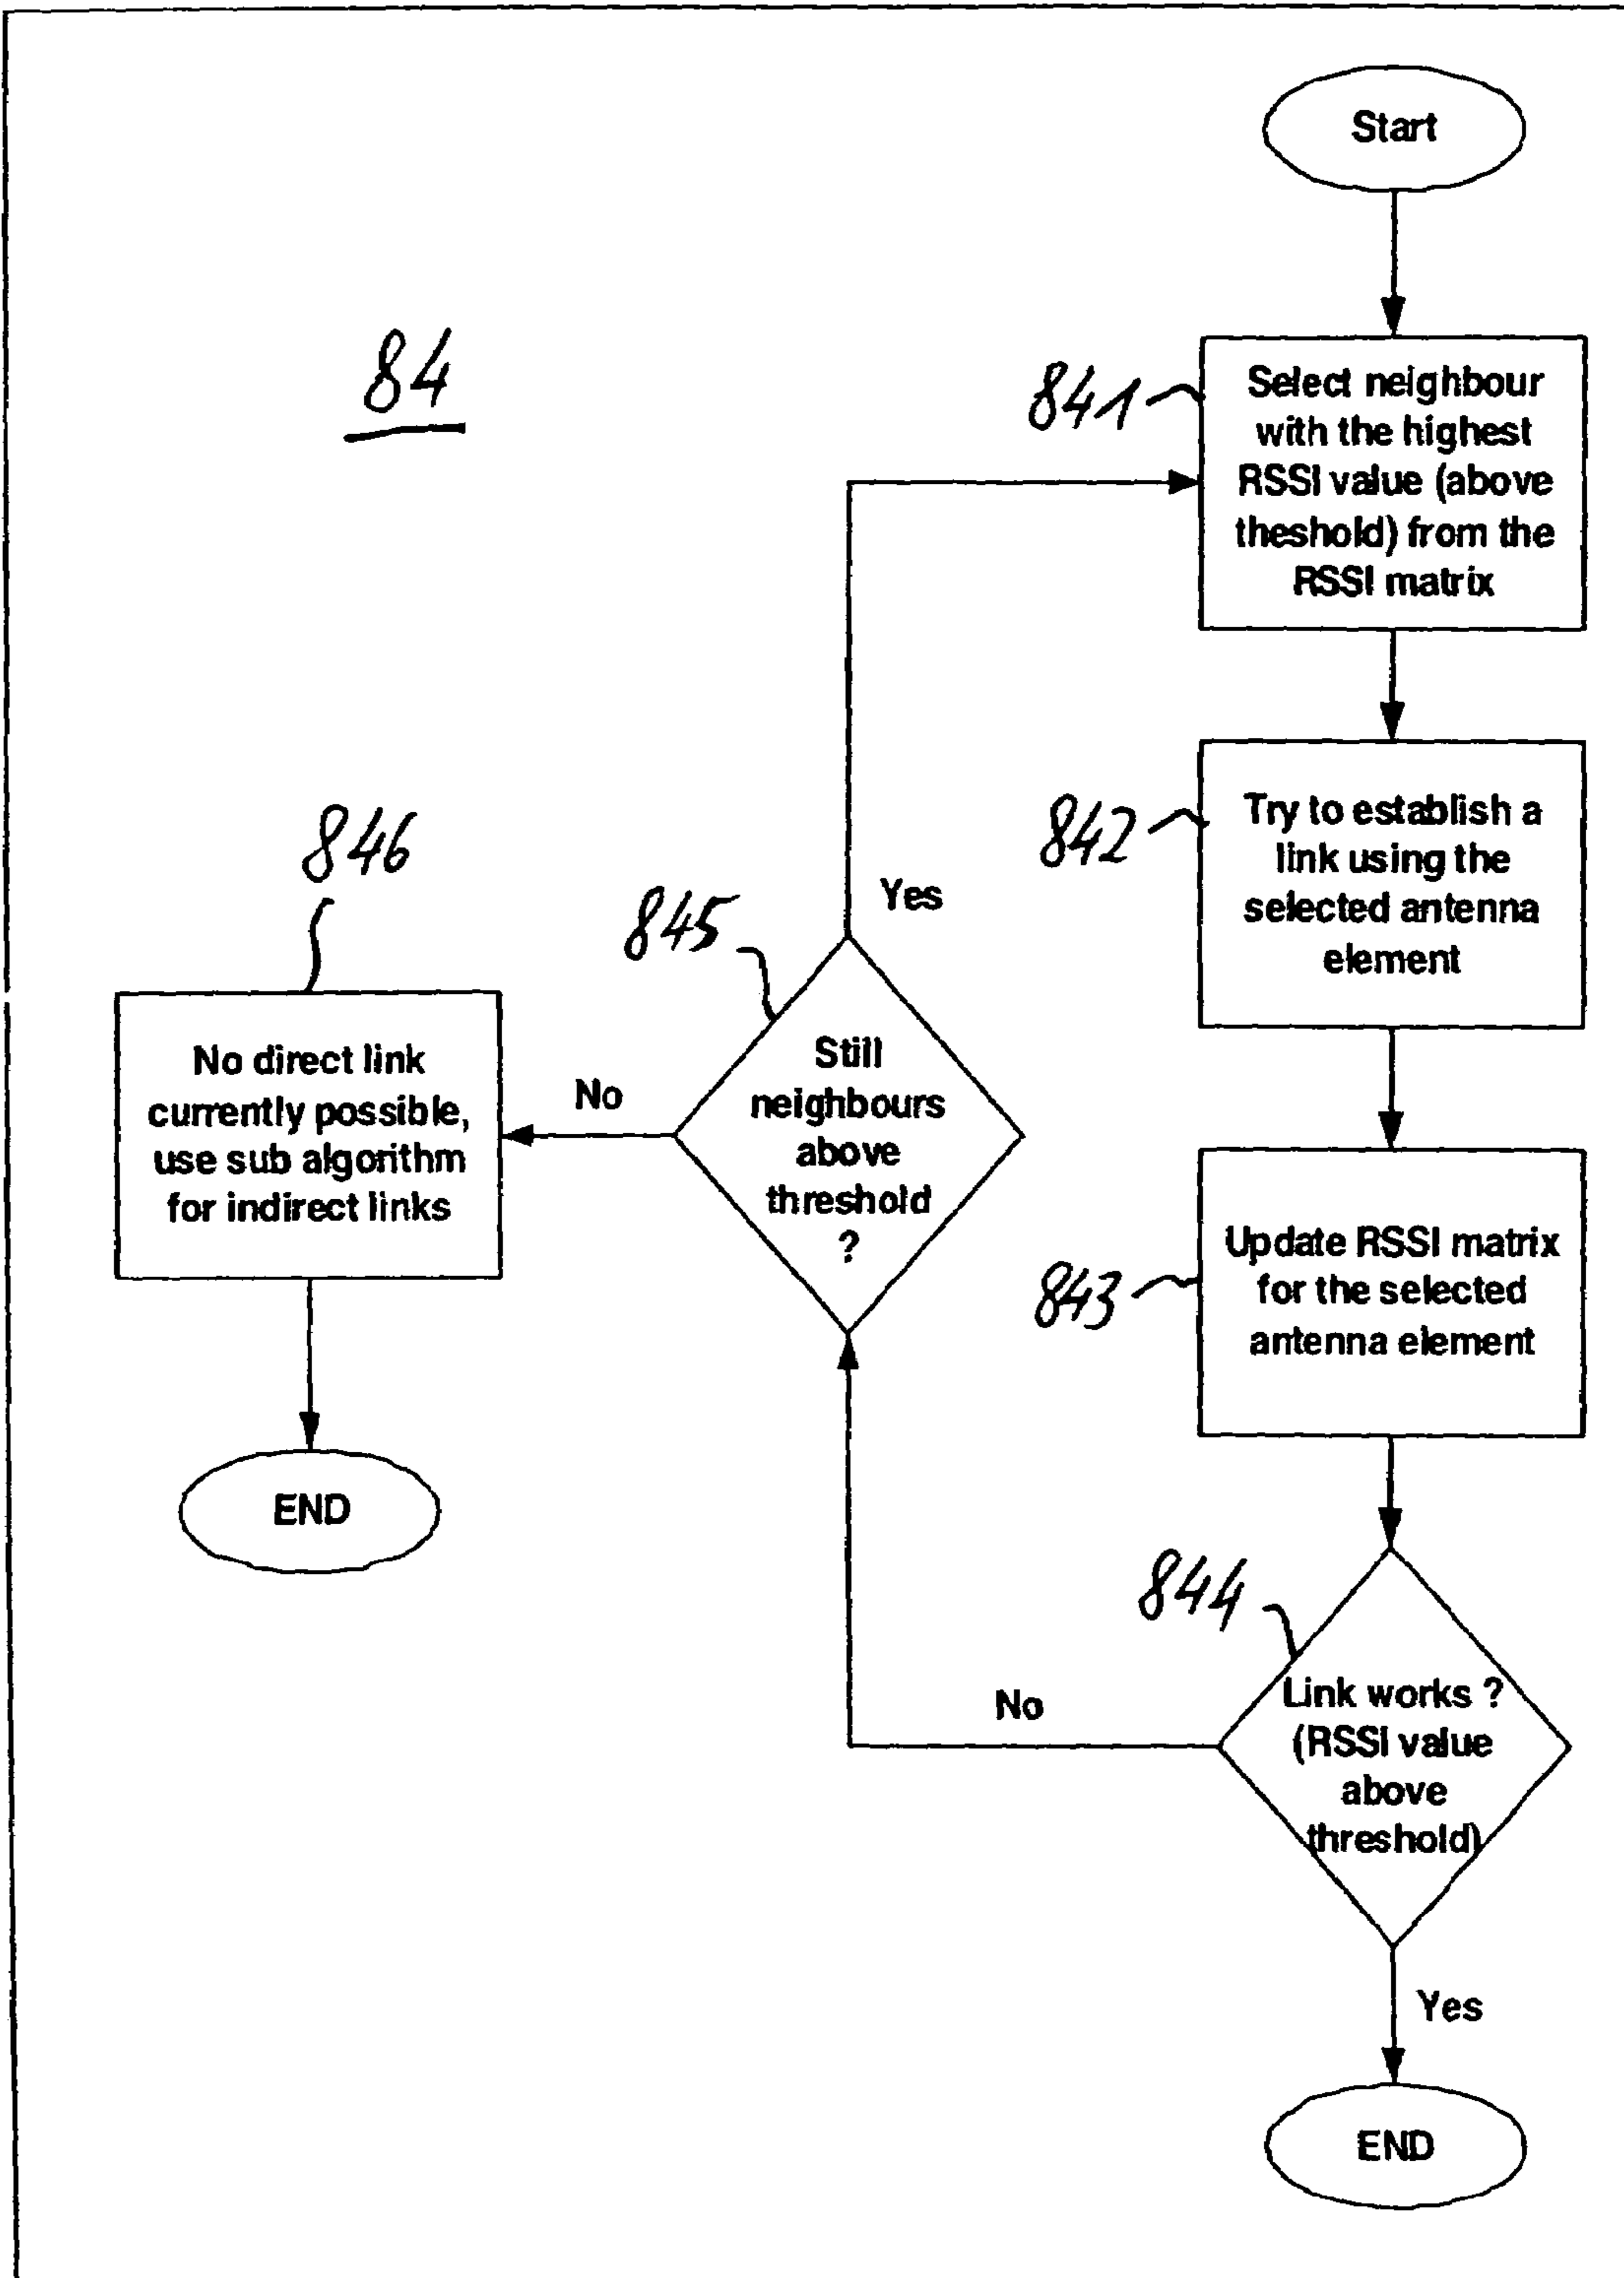 Start
84
841
Select neighbour
with the highest
RSSI value (above
theshold) from the
RSSI matrix
842
Try to establish a
link using the
selected antenna
element
843
Update RSSI matrix
for the selected
antenna element
844
Link works ?
(RSSI value
above
threshold)
No
Yes
END
845
Still
neighbours
above
threshold
?
Yes
No
846
No direct link
currently possible,
use sub algorithm
for indirect links
END